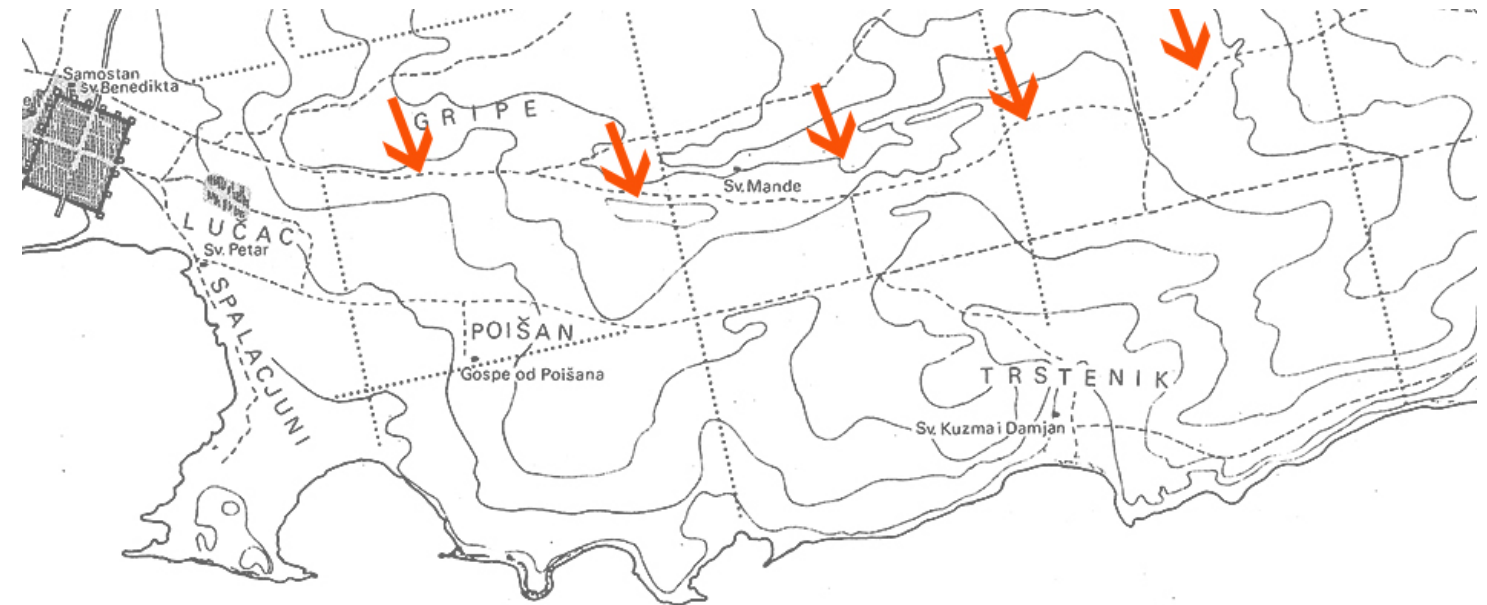 Samostan
Sv. Benedikta
GRIPE
Sv. Mande
LUČAC
Sv. Petar
SPALACJUNI
POIŠAN
Gospe od Poišana
TRSTENIK
Sv. Kuzma i Damjan